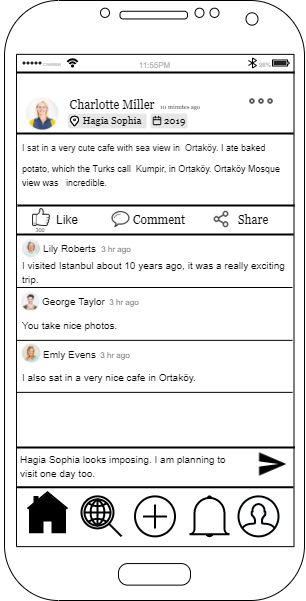 11:55PM
Charlotte Miller 10 minutes ago
Hagia Sophia 2019
I sat in a very cute cafe with sea view in Ortaköy. I ate baked
potato, which the Turks call Kumpir, in Ortaköy. Ortaköy Mosque
view was incredible.
Like Comment Share
300
Lily Roberts 3 hr ago
I visited Istanbul about 10 years ago, it was a really exciting
trip.
George Taylor 3 hr ago
You take nice photos.
Emly Evens 3 hr ago
I also sat in a very nice cafe in Ortaköy.
Hagia Sophia looks imposing. I am planning to
visit one day too.